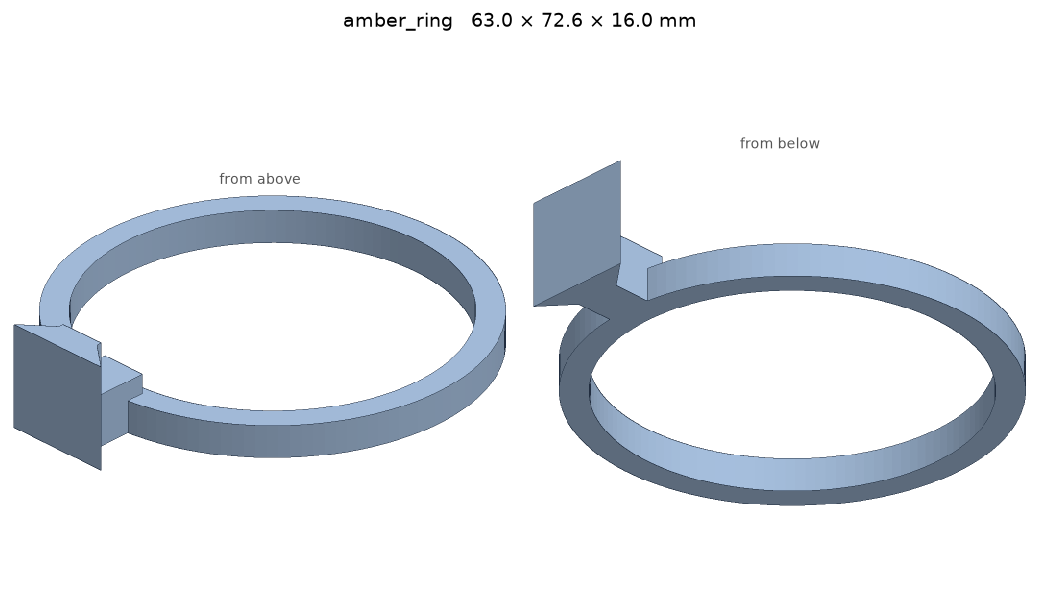 amber_ring   63.0 × 72.6 × 16.0 mm
from below
from above